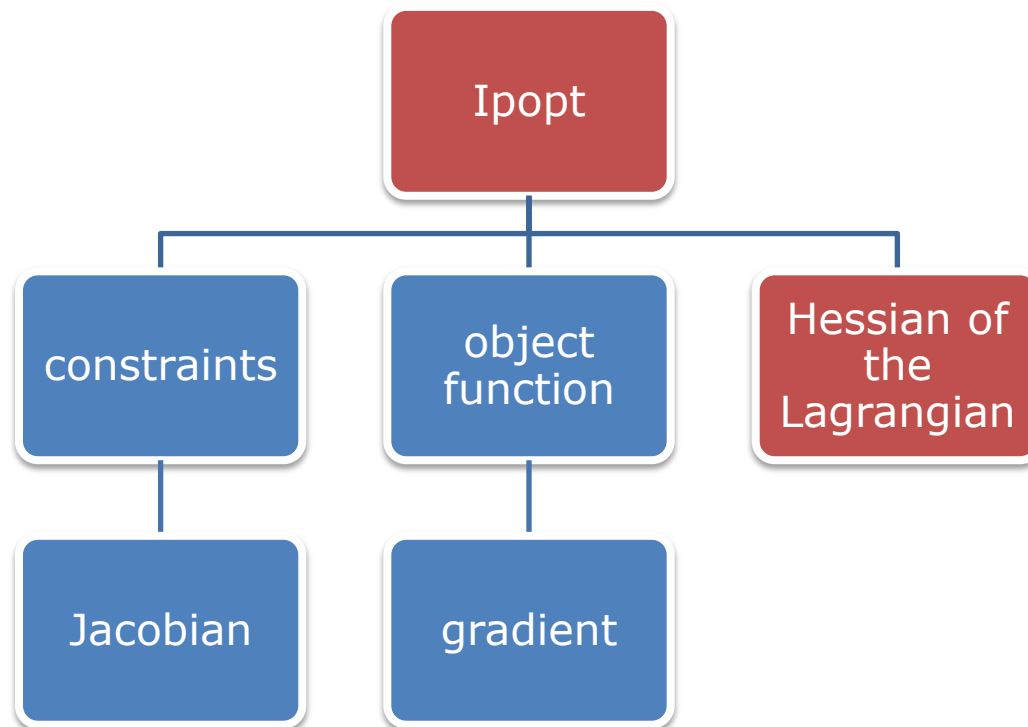 Ipopt
constraints
object
function
Hessian of
the
Lagrangian
Jacobian
gradient